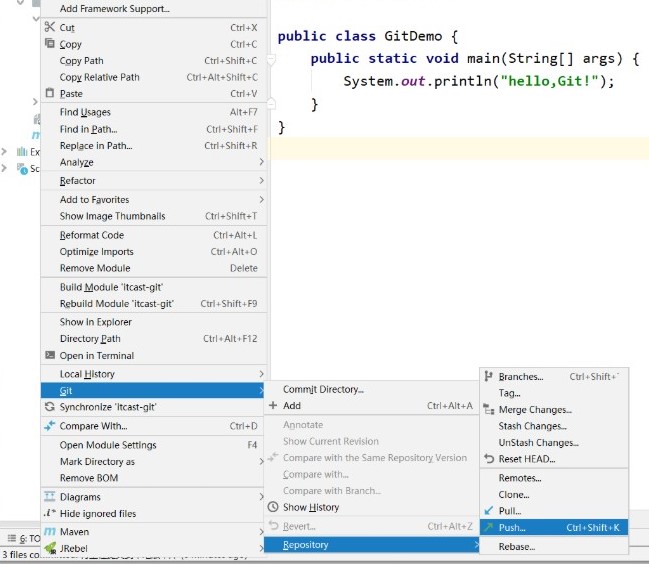 Add Framework Support...
Cut Ctrl+X
Copy Ctrl+C
Copy Path Ctrl+Shift+C
Copy Relative Path Ctrl+Alt+Shift+C
Paste Ctrl+V
Find Usages Alt+F7
Find in Path... Ctrl+Shift+F
Replace in Path... Ctrl+Shift+R
Analyze
Refactor
Add to Favorites
Show Image Thumbnails Ctrl+Shift+T
Reformat Code Ctrl+Alt+L
Optimize Imports Ctrl+Alt+O
Remove Module Delete
Build Module 'itcast-git'
Rebuild Module 'itcast-git' Ctrl+Shift+F9
Show in Explorer
Directory Path Ctrl+Alt+F12
Open in Terminal
Local History
Git
Synchronize 'itcast-git'
Compare With... Ctrl+D
Open Module Settings F4
Mark Directory as
Remove BOM
Diagrams
.i* Hide ignored files
Maven
JRebel
Ext
Sc
6: TO
3 files co
public class GitDemo {
public static void main(String[] args) {
System.out.println("hello,Git!");
}
}
Commit Directory...
Add Ctrl+Alt+A
Annotate
Show Current Revision
Compare with the Same Repository Version
Compare with...
Compare with Branch...
Show History
Revert... Ctrl+Alt+Z
Repository
Branches... Ctrl+Shift+`
Tag...
Merge Changes...
Stash Changes...
UnStash Changes...
Reset HEAD...
Remotes...
Clone...
Pull...
Push... Ctrl+Shift+K
Rebase...